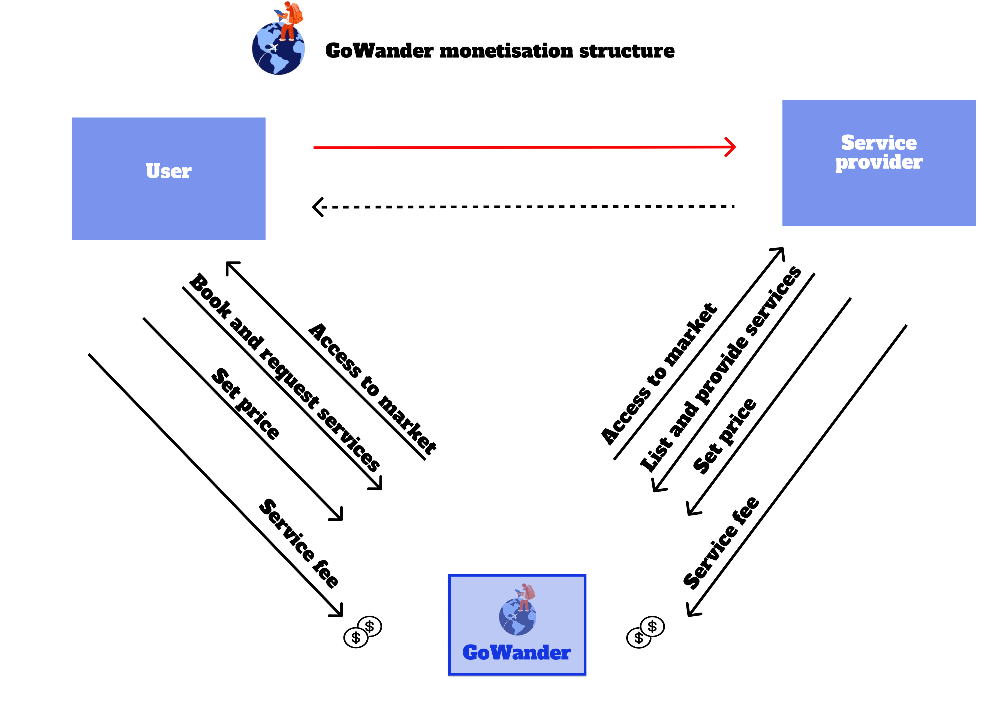 GoWander monetisation structure
User
Service
provider
Book and request services
Access to market
Set price
Service fee
Access to market
List and provide services
Set price
Service fee
$
$
GoWander
$
$